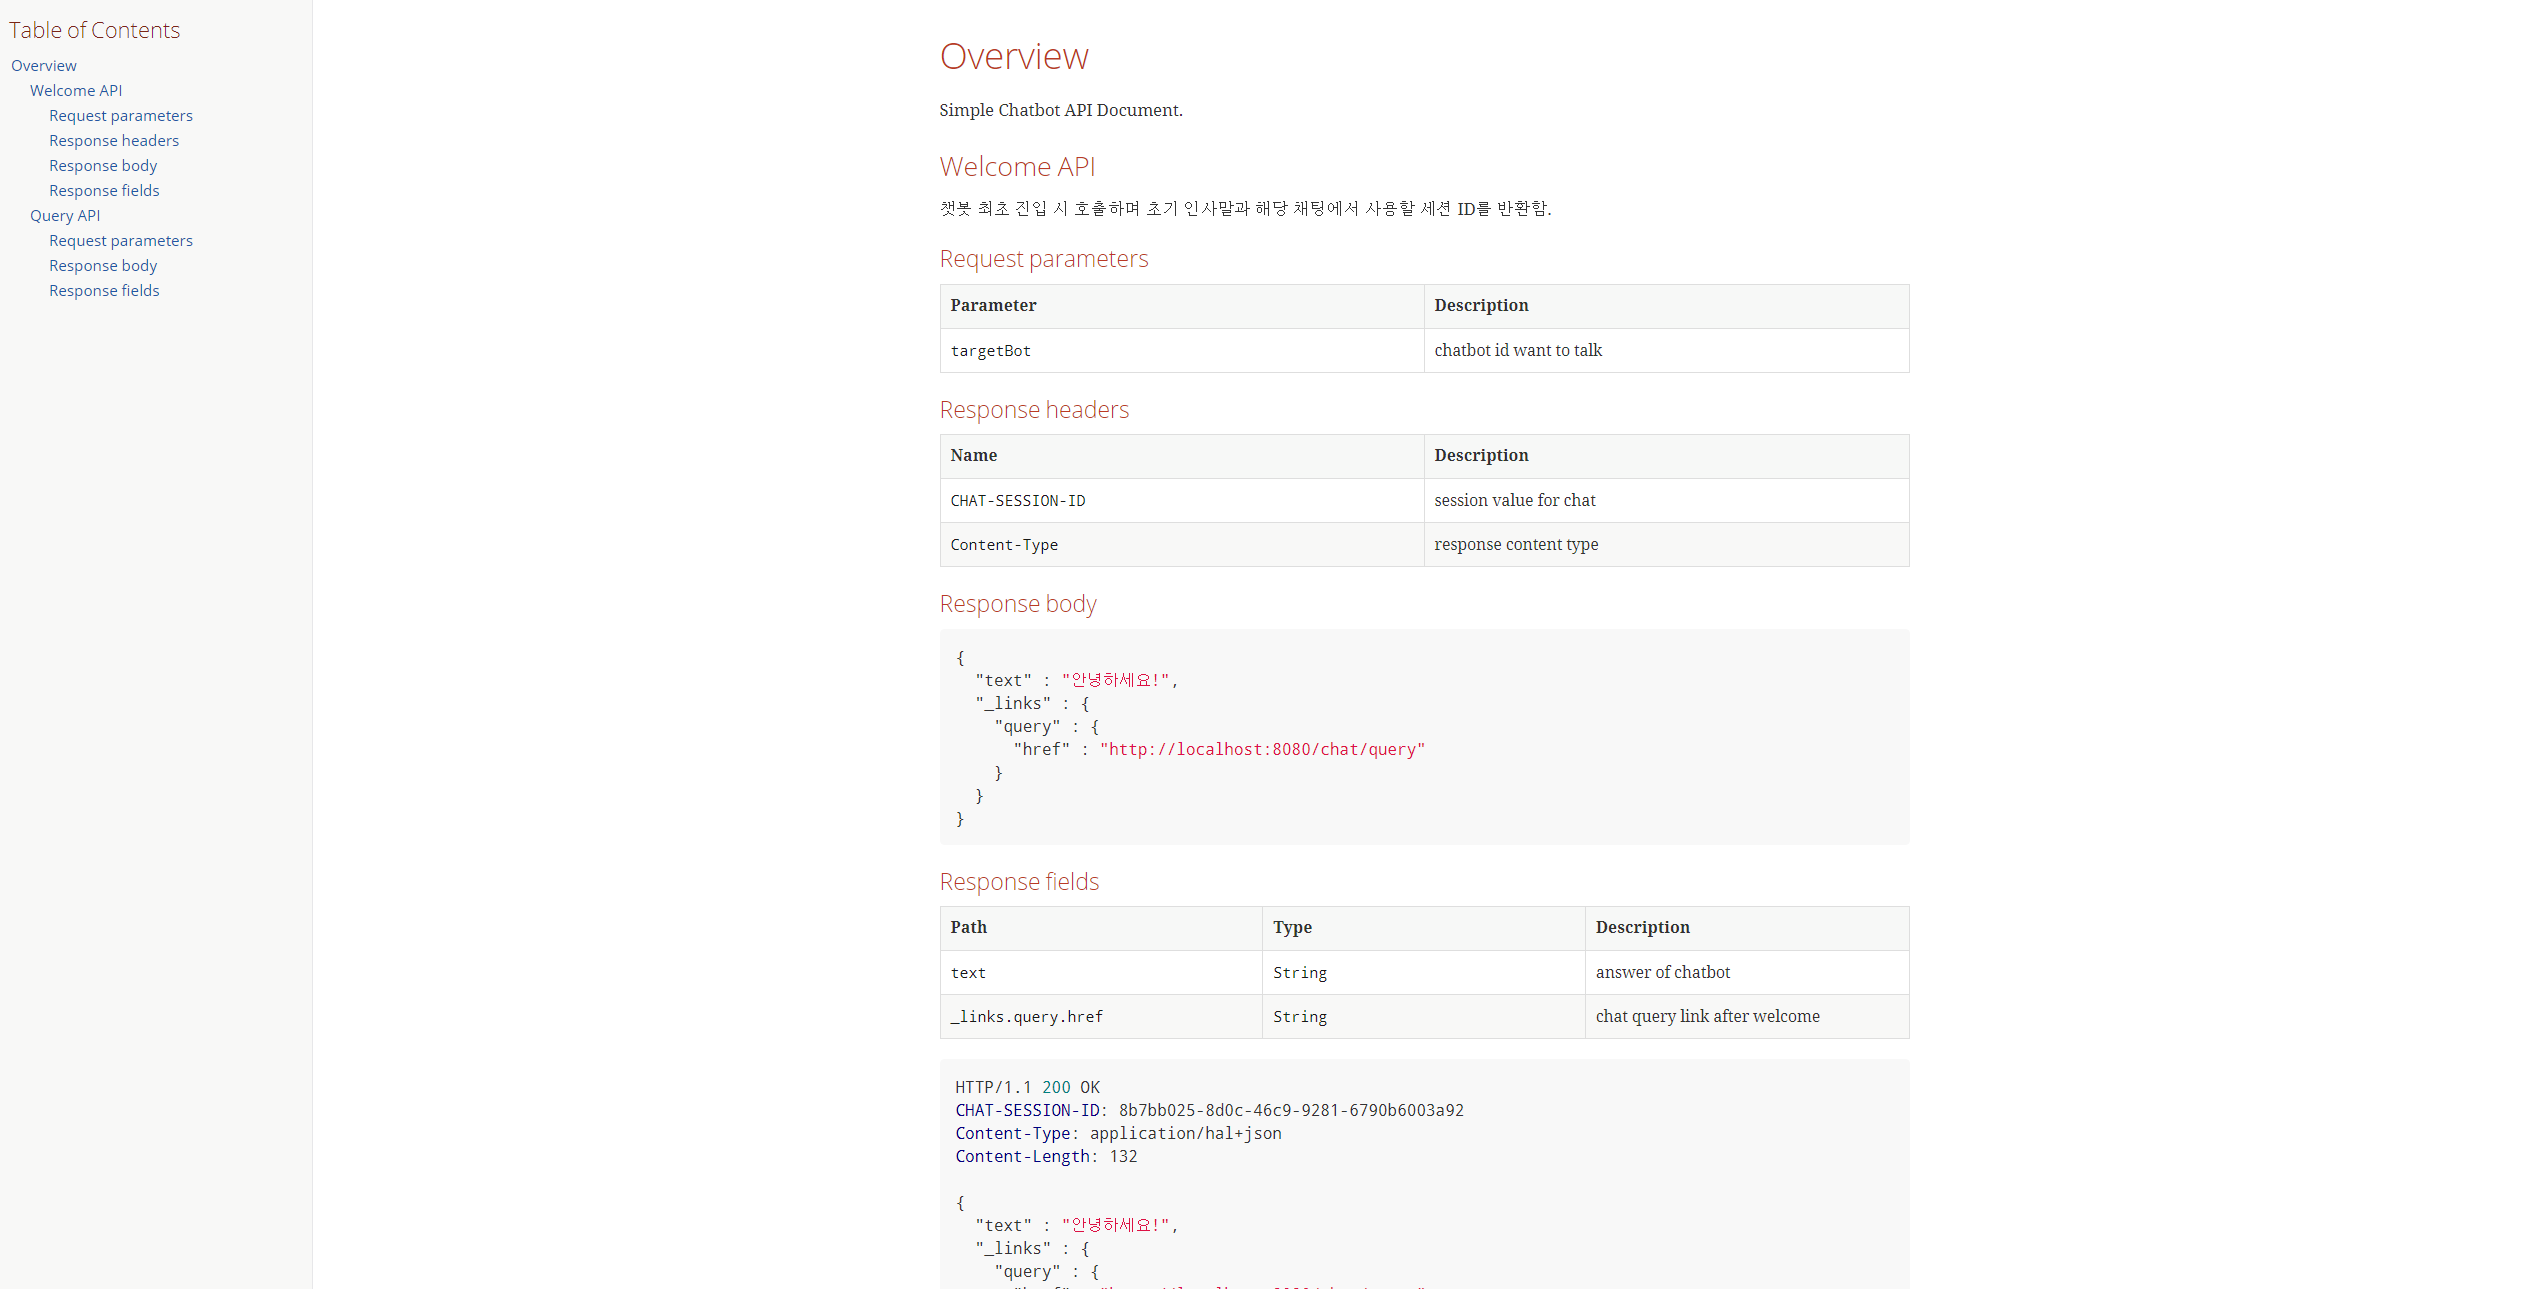 Table of Contents
Overview
Welcome API
Request parameters
Response headers
Response body
Response fields
Query API
Request parameters
Response body
Response fields
Overview
Simple Chatbot API Document.
Welcome API
챗봇 최초 진입 시 호출하며 초기 인사말과 해당 채팅에서 사용할 세션 ID를 반환함.
Request parameters
Parameter Description
targetBot chatbot id want to talk
Response headers
Name Description
CHAT-SESSION-ID session value for chat
Content-Type response content type
Response body
{
"text" : "안녕하세요!",
"_links" : {
"query" : {
"href" : "http://localhost:8080/chat/query"
}
}
}
Response fields
Path Type Description
text String answer of chatbot
_links.query.href String chat query link after welcome
HTTP/1.1 200 OK
CHAT-SESSION-ID: 8b7bb025-8d0c-46c9-9281-6790b6003a92
Content-Type: application/hal+json
Content-Length: 132
{
"text" : "안녕하세요!",
"_links" : {
"query" : {